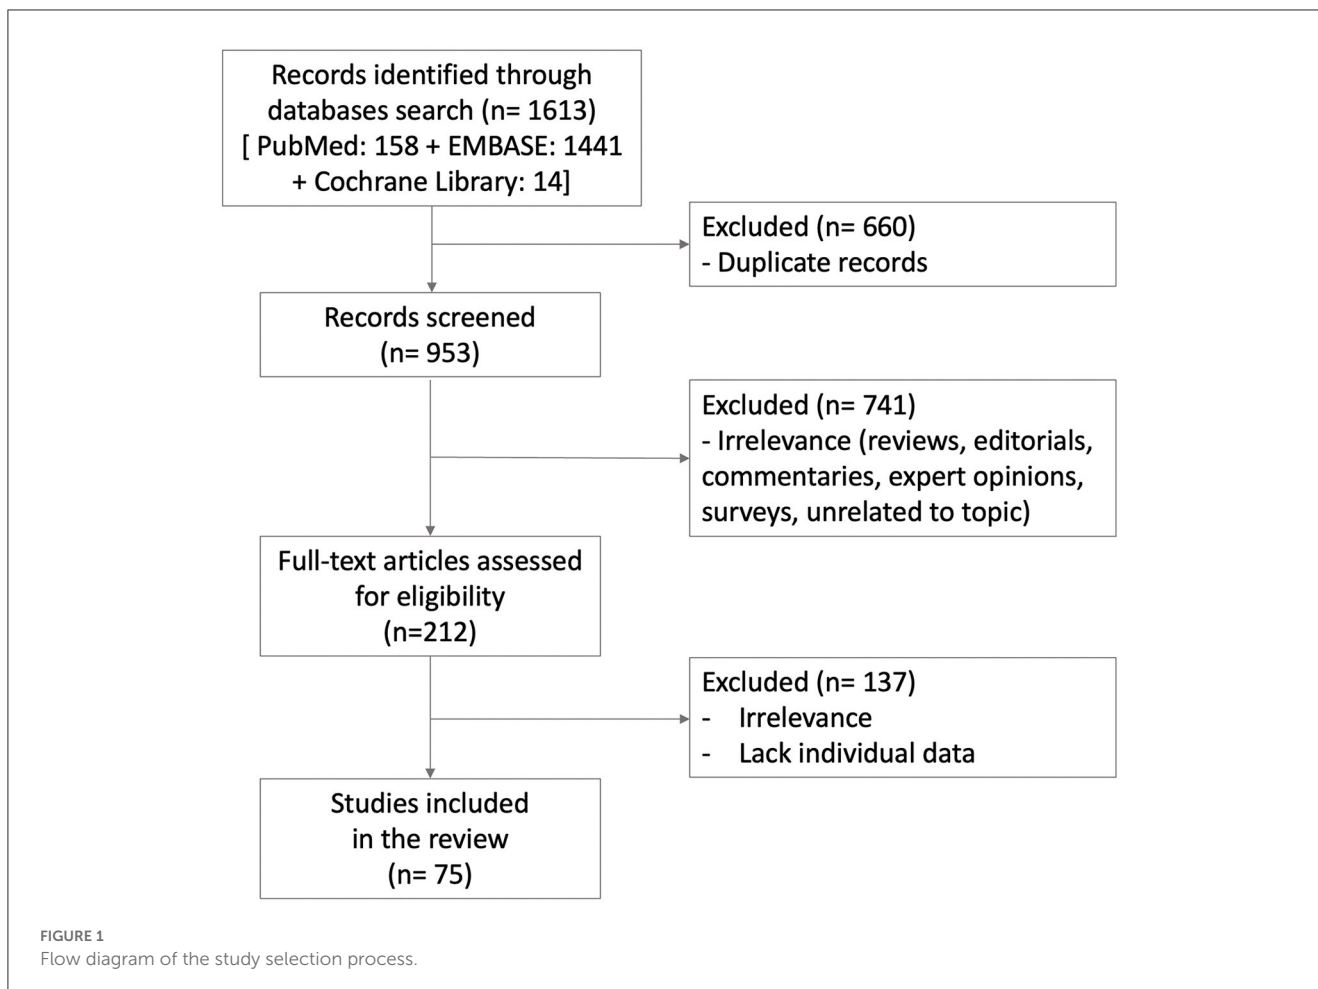 Records identified through
databases search (n= 1613)
[ PubMed: 158 + EMBASE: 1441
+ Cochrane Library: 14]
Excluded (n= 660)
- Duplicate records
Records screened
(n= 953)
Excluded (n= 741)
- Irrelevance (reviews, editorials,
commentaries, expert opinions,
surveys, unrelated to topic)
Full-text articles assessed
for eligibility
(n=212)
Excluded (n= 137)
- Irrelevance
- Lack individual data
Studies included
in the review
(n= 75)
FIGURE 1
Flow diagram of the study selection process.